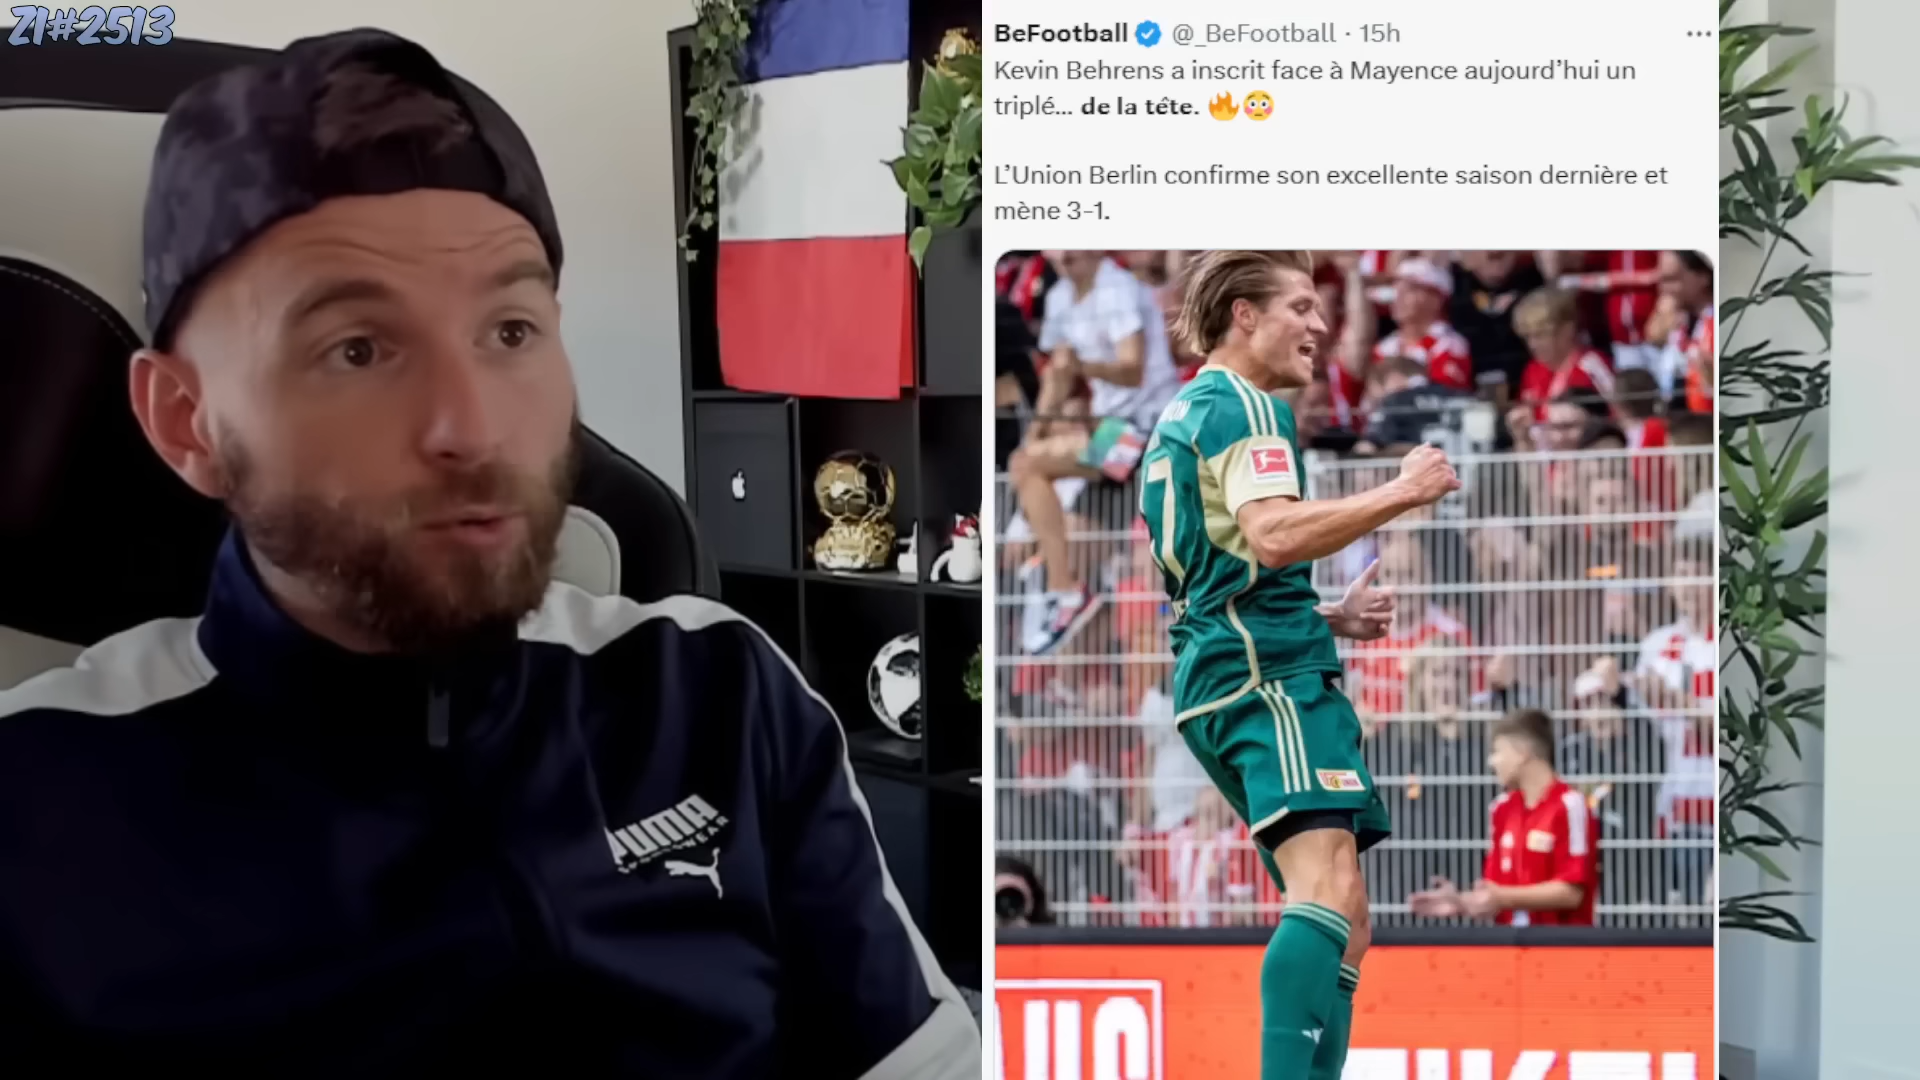 ZI#2513
BeFootball @_BeFootball · 15h
Kevin Behrens a inscrit face à Mayence aujourd’hui un
triplé... de la tête. 🔥😳
L’Union Berlin confirme son excellente saison dernière et
mène 3-1.
PUMA